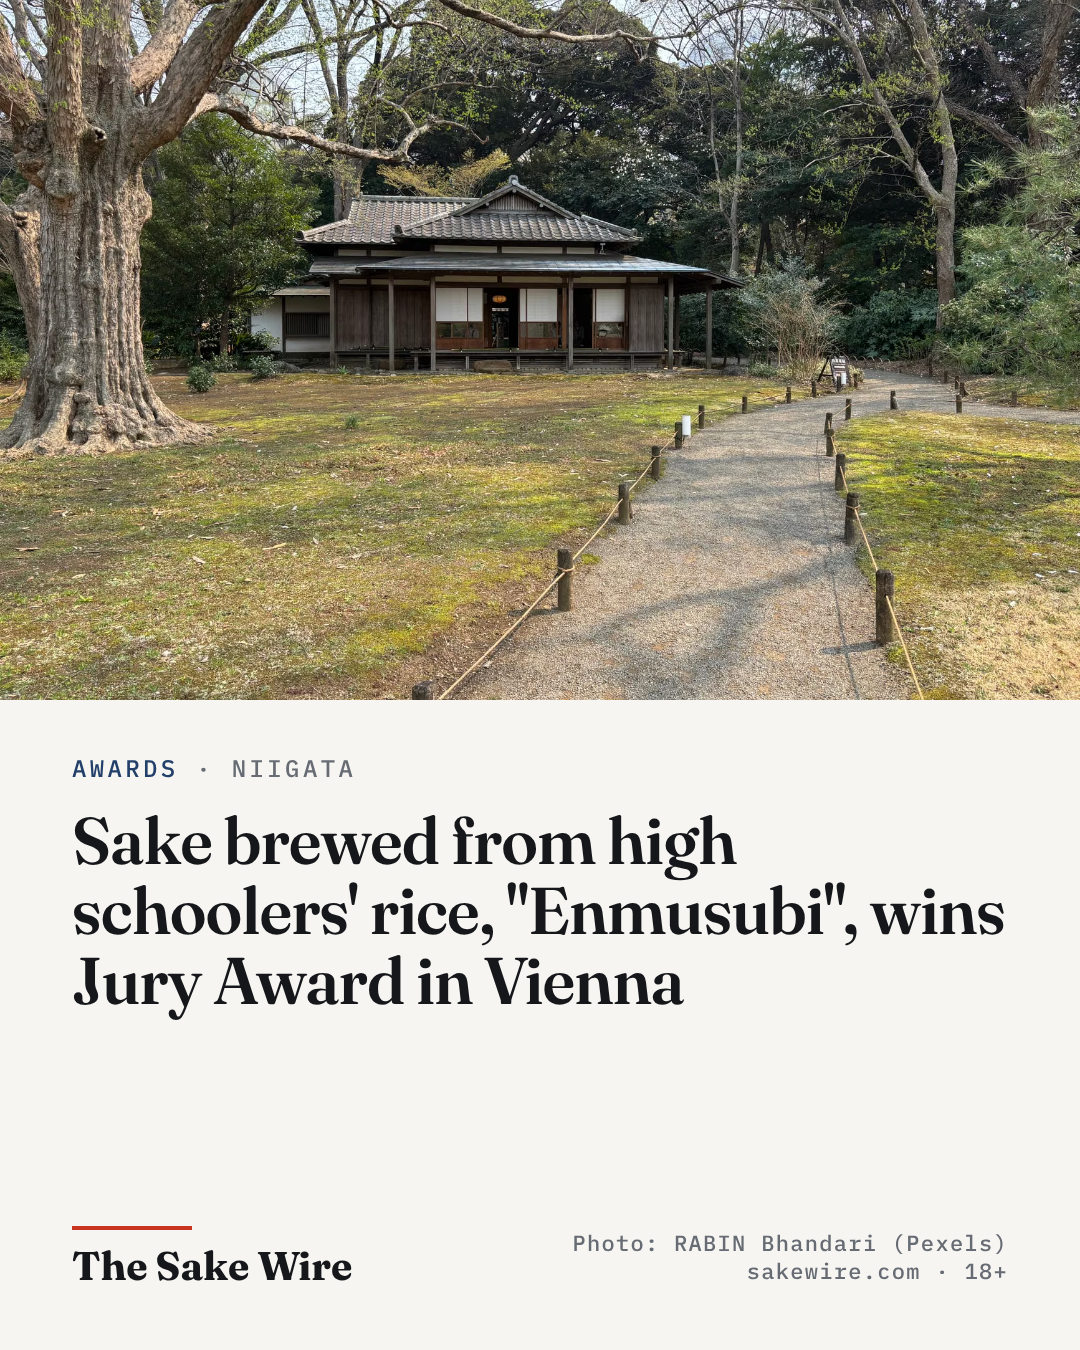 AWARDS · NIIGATA
Sake brewed from high
schoolers' rice, "Enmusubi", wins
Jury Award in Vienna
The Sake Wire
Photo: RABIN Bhandari (Pexels)
sakewire.com · 18+